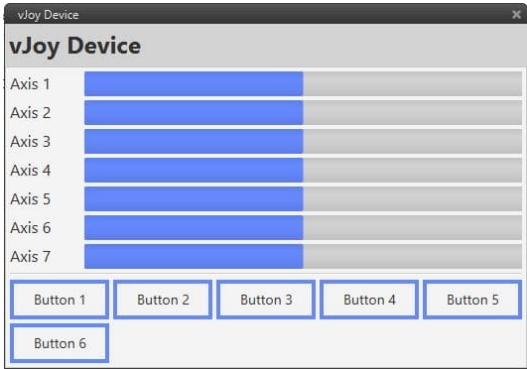 vJoy Device
vJoy Device
Axis 1
Axis 2
Axis 3
Axis 4
Axis 5
Axis 6
Axis 7
Button 1 Button 2 Button 3 Button 4 Button 5
Button 6